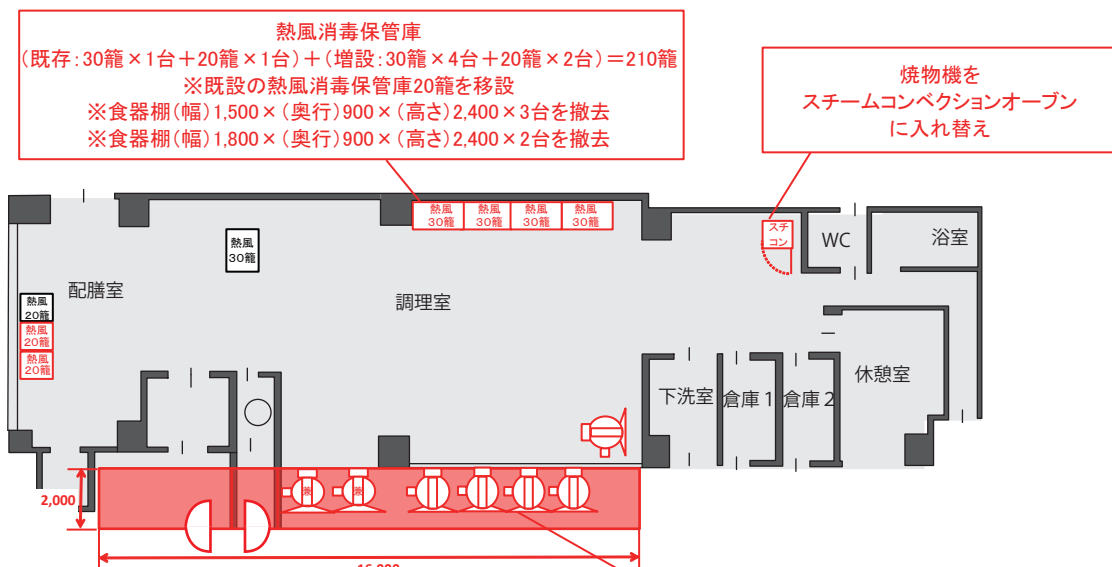 熱風消毒保管庫
(既存:30籠×1台+20籠×1台)+(増設:30籠×4台+20籠×2台)=210籠
※既設の熱風消毒保管庫20籠を移設
※食器棚(幅)1,500×(奥行)900×(高さ)2,400×3台を撤去
※食器棚(幅)1,800×(奥行)900×(高さ)2,400×2台を撤去
焼物機を
スチームコンベクションオーブン
に入れ替え
熱風
30籠
熱風
30籠
熱風
30籠
熱風
30籠
スチ
コン
WC
浴室
熱風
30籠
配膳室
調理室
熱風
20籠
熱風
20籠
熱風
20籠
下洗室
倉庫1
倉庫2
休憩室
2,000
兼
兼